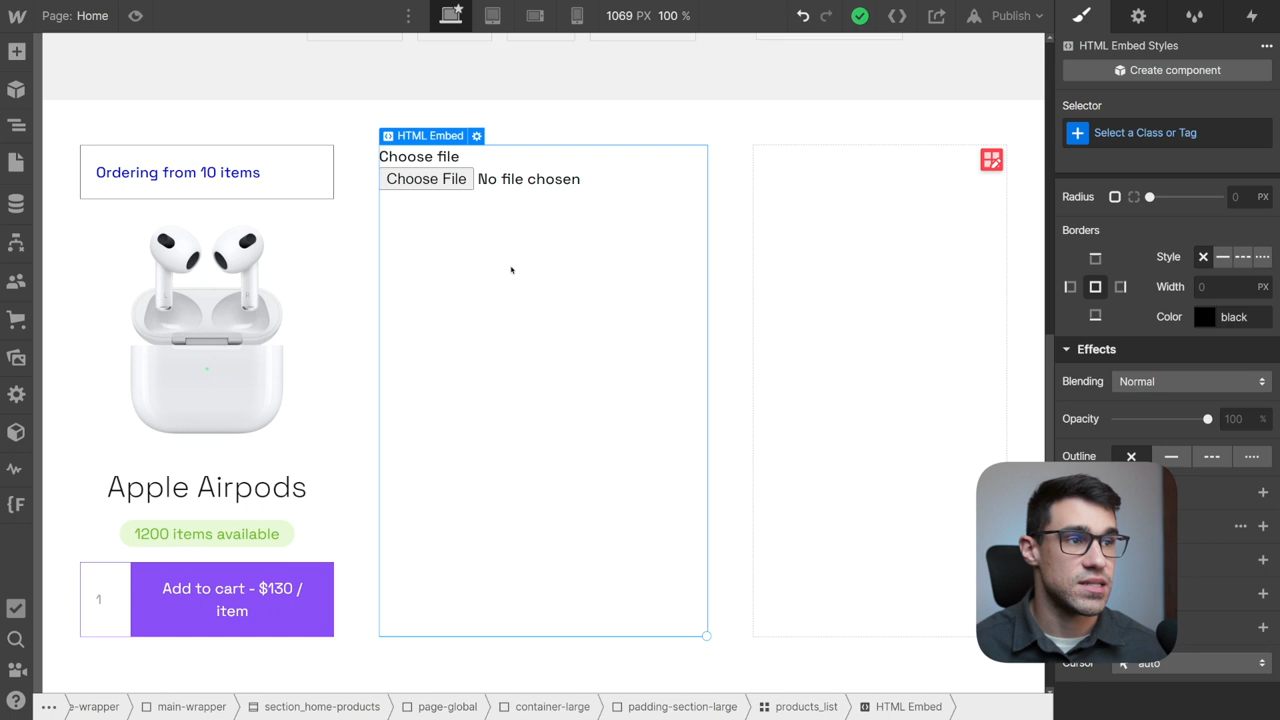 Page: Home
1069 PX 100 %
Publish
HTML Embed Styles
Create component
Selector
Select a Class or Tag
Radius
0 PX
Borders
Style
Width
0 PX
Color
black
Effects
Blending
Normal
Opacity
100 %
Outline
Cursor
auto
HTML Embed
Choose file
Choose File No file chosen
Ordering from 10 items
Apple Airpods
1200 items available
1
Add to cart - $130 /
item
e-wrapper
main-wrapper
section_home-products
page-global
container-large
padding-section-large
products_list
HTML Embed